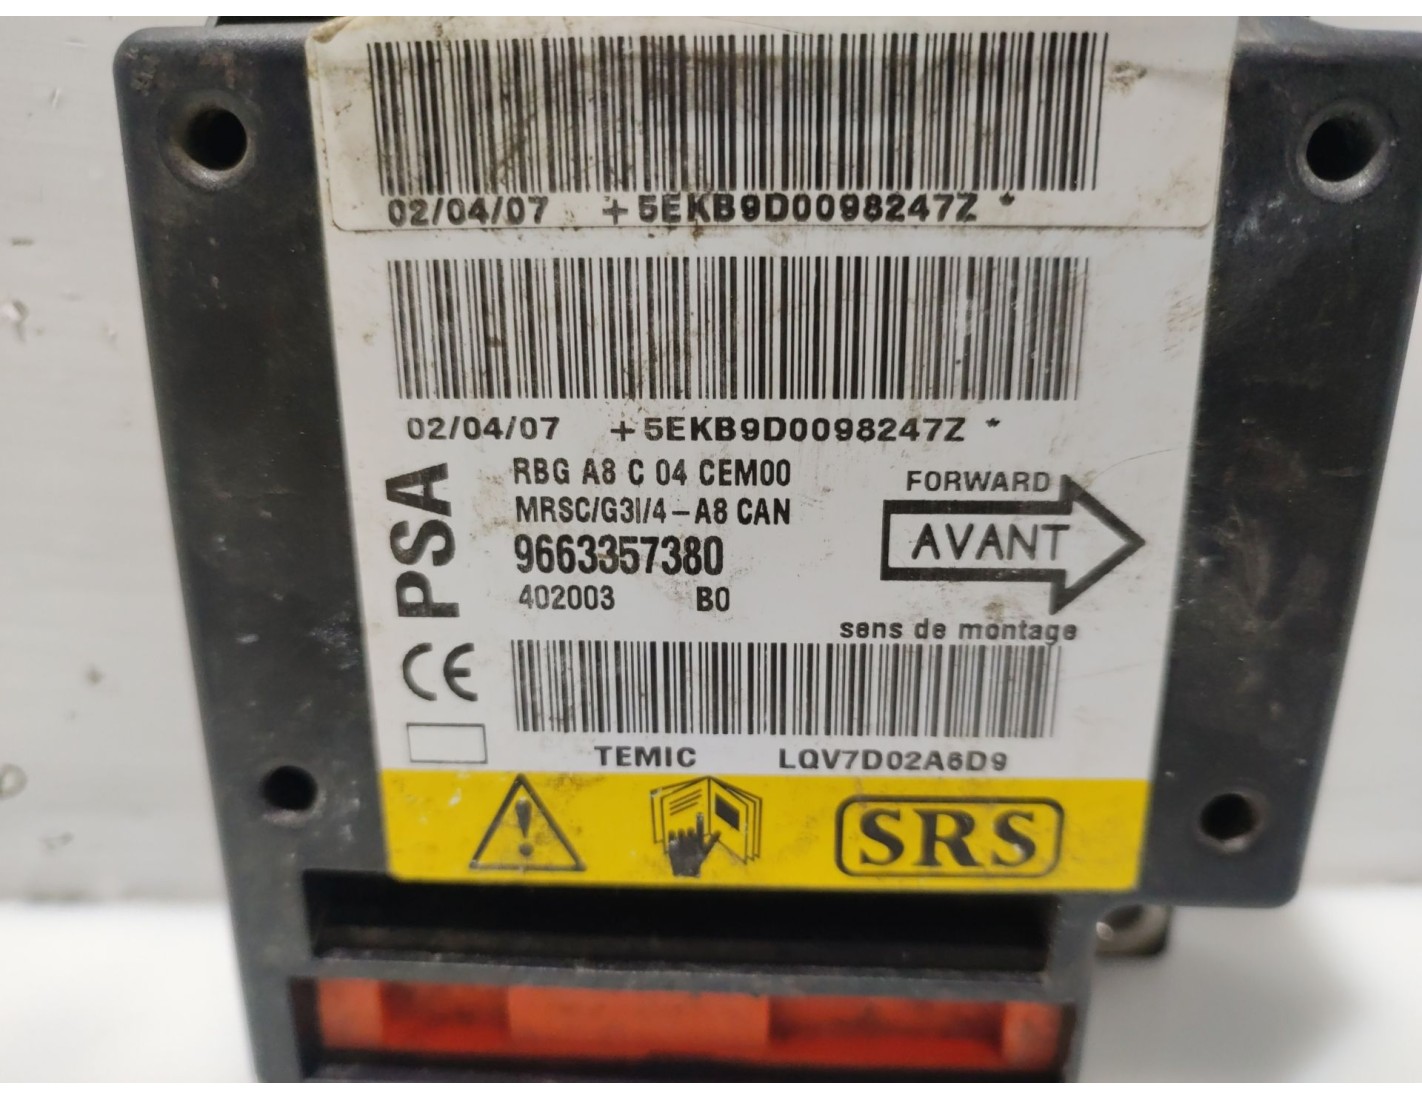 02/04/07 +5EKB9D0098247Z *
02/04/07 +5EKB9D0098247Z *
PSA
RBG A8 C 04 CEM00
MRSC/G3I/4-A8 CAN
9663357380
402003 B0
FORWARD
AVANT
sens de montage
CE
TEMIC LQV7D02A6D9
SRS